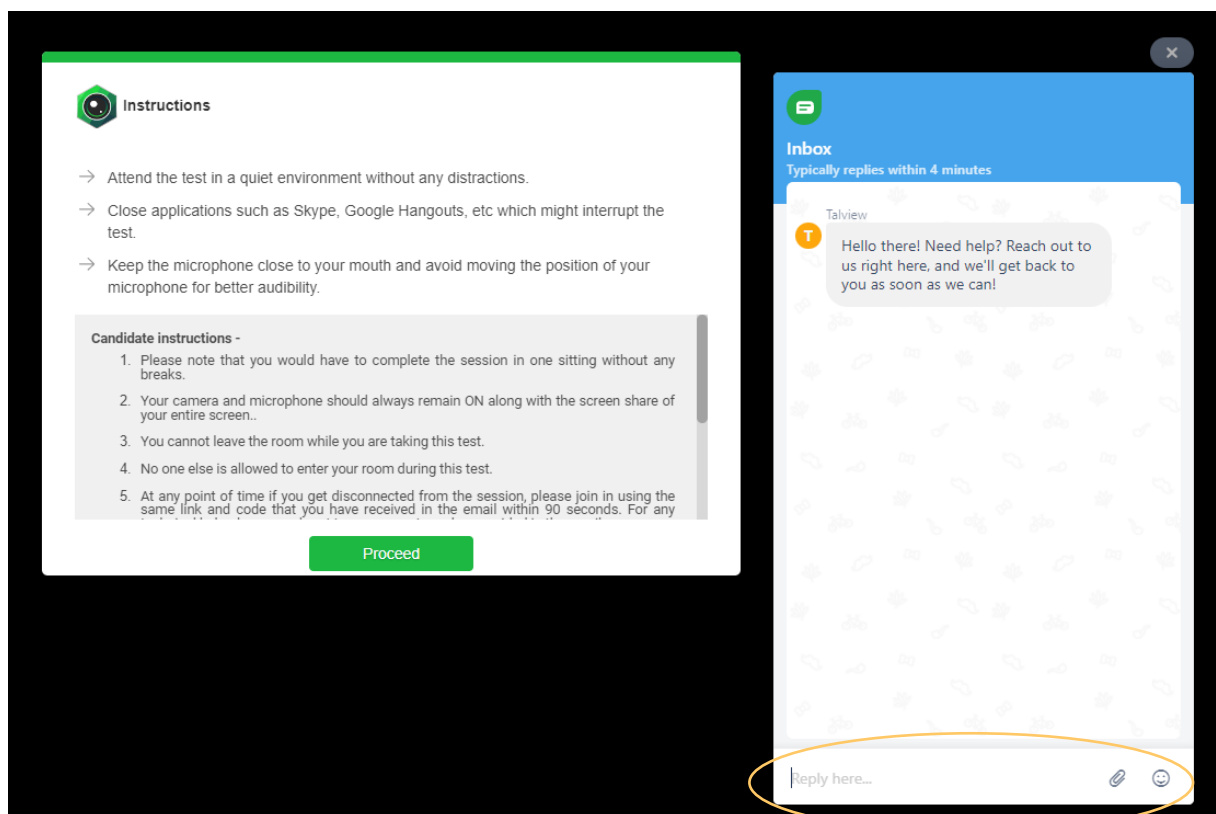 Instructions
Attend the test in a quiet environment without any distractions.
Close applications such as Skype, Google Hangouts, etc which might interrupt the
test.
Keep the microphone close to your mouth and avoid moving the position of your
microphone for better audibility.
Candidate instructions -
1. Please note that you would have to complete the session in one sitting without any
breaks.
2. Your camera and microphone should always remain ON along with the screen share of
your entire screen..
3. You cannot leave the room while you are taking this test.
4. No one else is allowed to enter your room during this test.
5. At any point of time if you get disconnected from the session, please join in using the
same link and code that you have received in the email within 90 seconds. For any
Proceed
Inbox
Typically replies within 4 minutes
Talview
T
Hello there! Need help? Reach out to
us right here, and we'll get back to
you as soon as we can!
Reply here...